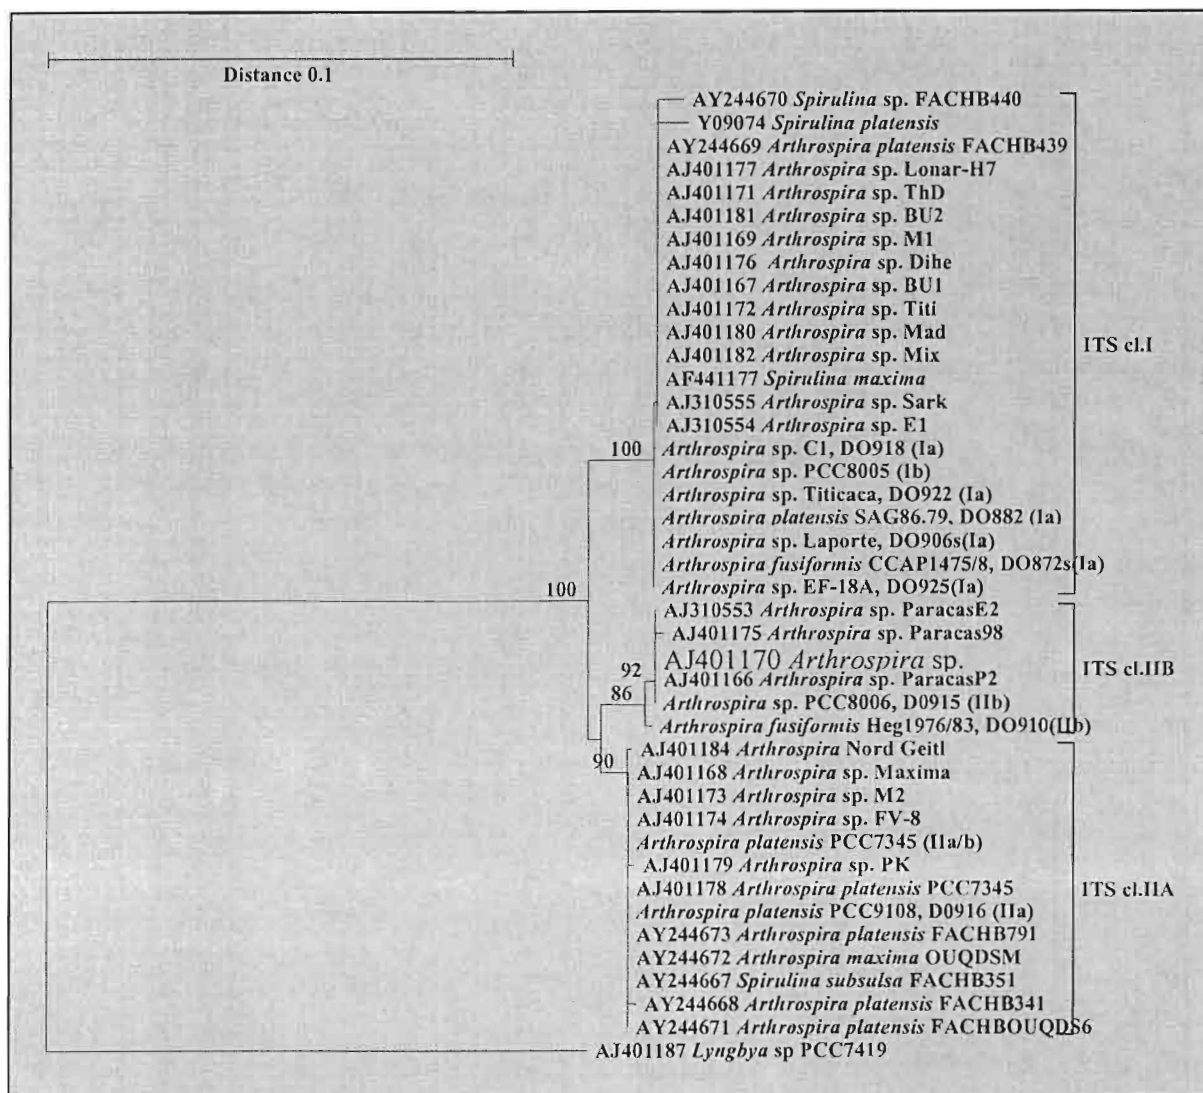 Distance 0.1
AY244670 Spirulina sp. FACHB440
Y09074 Spirulina platensis
AY244669 Arthrospira platensis FACHB439
AJ401177 Arthrospira sp. Lonar-H7
AJ401171 Arthrospira sp. ThD
AJ401181 Arthrospira sp. BU2
AJ401169 Arthrospira sp. M1
AJ401176 Arthrospira sp. Dihe
AJ401167 Arthrospira sp. BU1
AJ401172 Arthrospira sp. Titi
AJ401180 Arthrospira sp. Mad
ITS cl.I
AJ401182 Arthrospira sp. Mix
AF441177 Spirulina maxima
AJ310555 Arthrospira sp. Sark
AJ310554 Arthrospira sp. E1
100
Arthrospira sp. C1, DO918 (Ia)
Arthrospira sp. PCC8005 (Ib)
Arthrospira sp. Titicaca, DO922 (Ia)
Arthrospira platensis SAG86.79, DO882 (Ia)
Arthrospira sp. Laporte, DO906s(Ia)
Arthrospira fusiformis CCAP1475/8, DO872s(Ia)
100
Arthrospira sp. EF-18A, DO925(Ia)
AJ310553 Arthrospira sp. ParacasE2
AJ401175 Arthrospira sp. Paracas98
AJ401170 Arthrospira sp.
ITS cl.IIB
92
AJ401166 Arthrospira sp. ParacasP2
86
Arthrospira sp. PCC8006, D0915 (IIb)
Arthrospira fusiformis Heg1976/83, DO910(IIb)
AJ401184 Arthrospira Nord Geitl
90
AJ401168 Arthrospira sp. Maxima
AJ401173 Arthrospira sp. M2
AJ401174 Arthrospira sp. FV-8
Arthrospira platensis PCC7345 (IIa/b)
AJ401179 Arthrospira sp. PK
AJ401178 Arthrospira platensis PCC7345
ITS cl.IIA
Arthrospira platensis PCC9108, D0916 (IIa)
AY244673 Arthrospira platensis FACHB791
AY244672 Arthrospira maxima OUQDSM
AY244667 Spirulina subsulsa FACHB351
AY244668 Arthrospira platensis FACHB341
AY244671 Arthrospira platensis FACHBOUQDS6
AJ401187 Lyngbya sp PCC7419